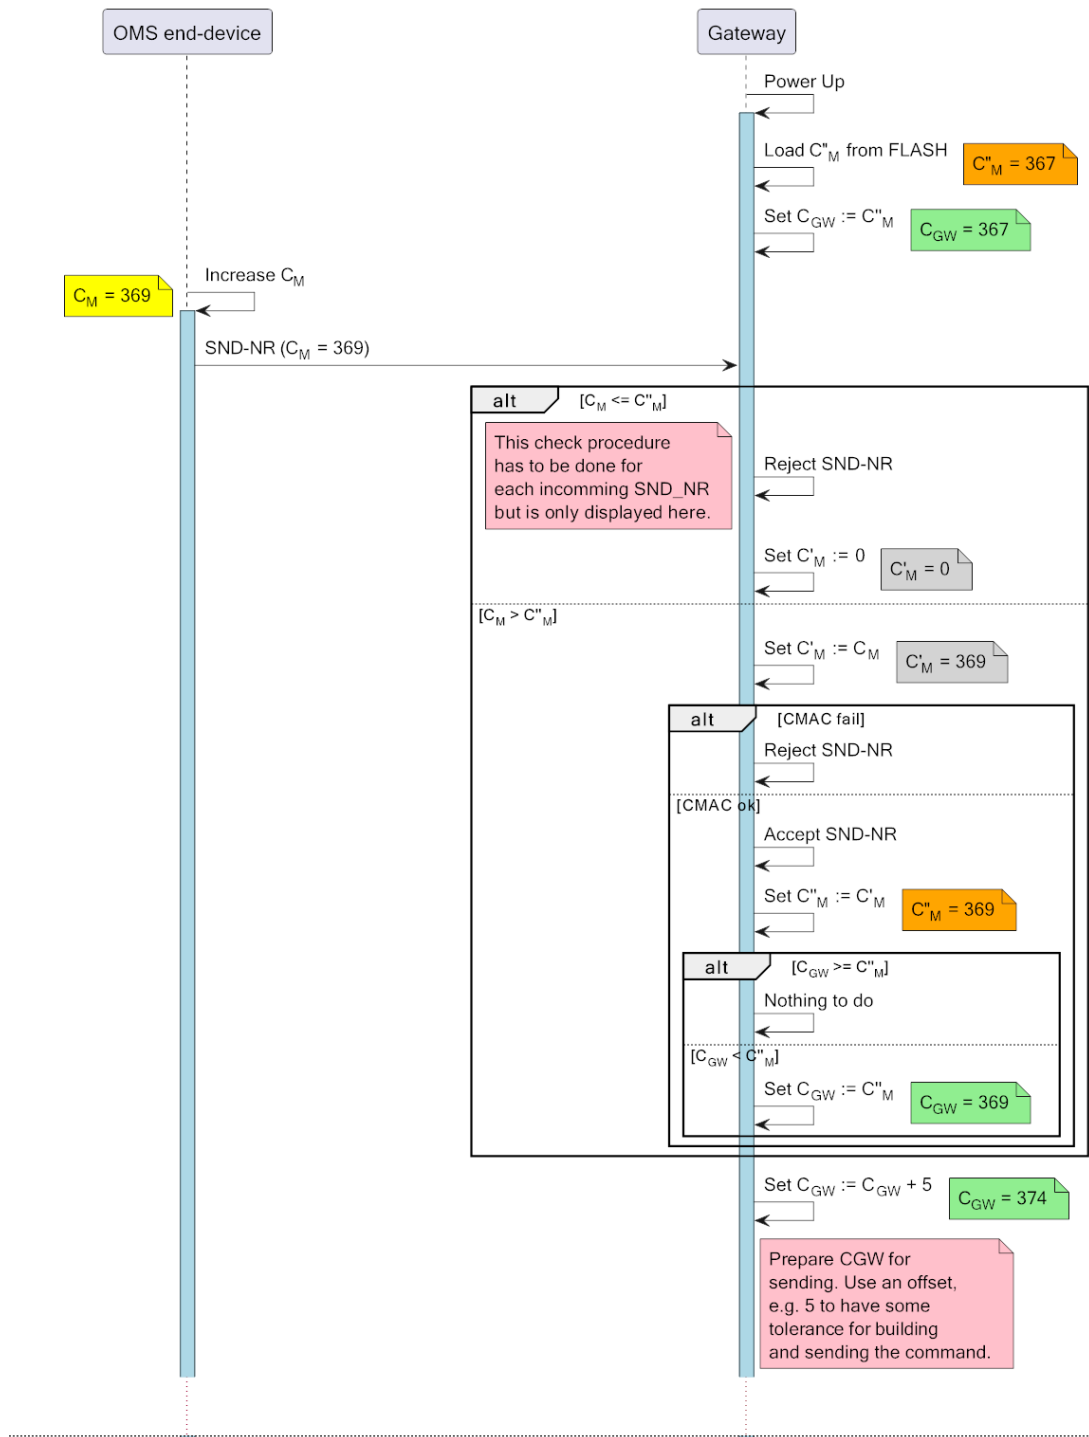 OMS end-device
Gateway
Power Up
Load C"M from FLASH
C"M = 367
Set CGW := C"M
CGW = 367
Increase CM
CM = 369
SND-NR (CM = 369)
alt
[CM <= C"M]
This check procedure
has to be done for
each incomming SND_NR
but is only displayed here.
Reject SND-NR
Set C'M := 0
C'M = 0
[CM > C"M]
Set C'M := CM
C'M = 369
alt
[CMAC fail]
Reject SND-NR
[CMAC ok]
Accept SND-NR
Set C"M := C'M
C"M = 369
alt
[CGW >= C"M]
Nothing to do
[CGW < C"M]
Set CGW := C"M
CGW = 369
Set CGW := CGW + 5
CGW = 374
Prepare CGW for
sending. Use an offset,
e.g. 5 to have some
tolerance for building
and sending the command.